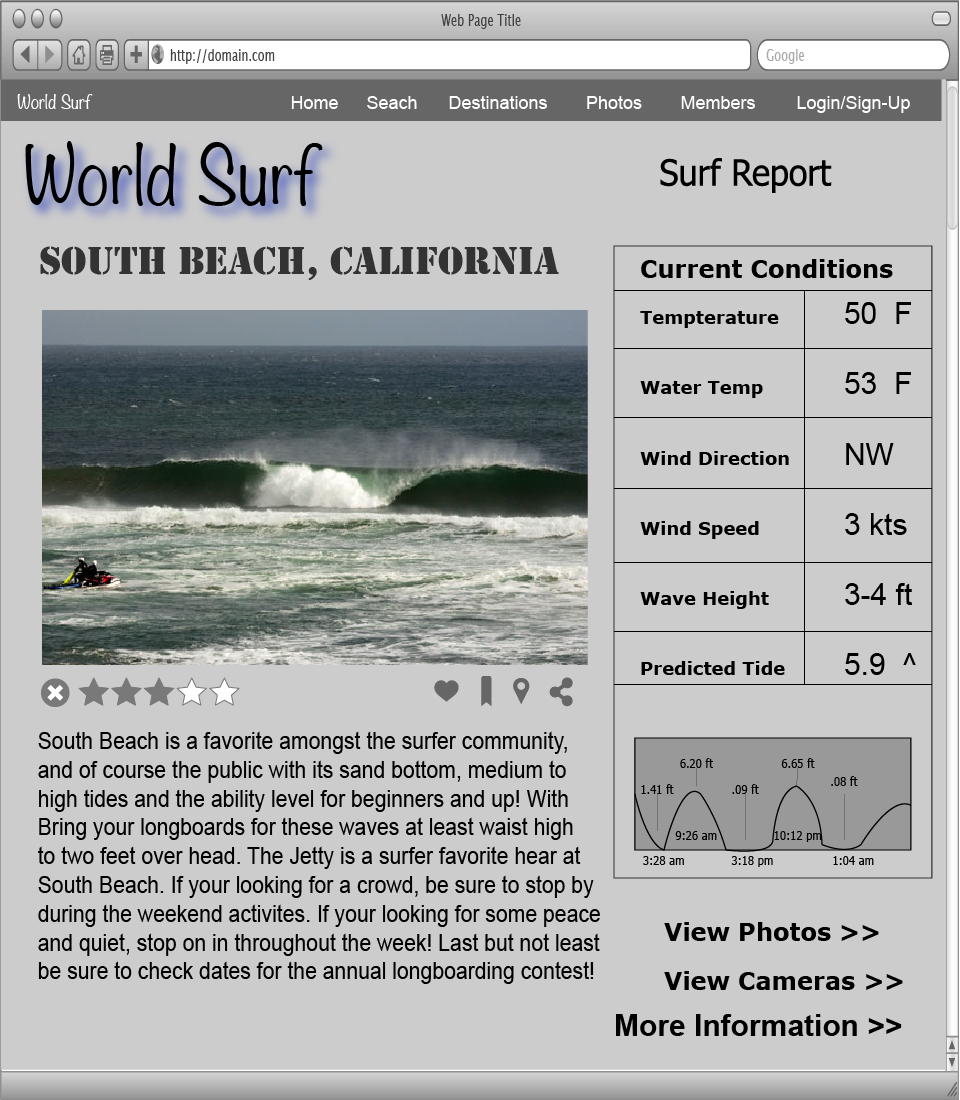 Web Page Title
http://domain.com
Google
World Surf
Home Seach Destinations Photos Members Login/Sign-Up
World Surf
Surf Report
SOUTH BEACH, CALIFORNIA
Current Conditions
Tempterature 50 F
Water Temp 53 F
Wind Direction NW
Wind Speed 3 kts
Wave Height 3-4 ft
Predicted Tide 5.9 ^
6.20 ft 6.65 ft
1.41 ft .09 ft .08 ft
9:26 am 10:12 pm
3:28 am 3:18 pm 1:04 am
South Beach is a favorite amongst the surfer community,
and of course the public with its sand bottom, medium to
high tides and the ability level for beginners and up! With
Bring your longboards for these waves at least waist high
to two feet over head. The Jetty is a surfer favorite hear at
South Beach. If your looking for a crowd, be sure to stop by
during the weekend activites. If your looking for some peace
and quiet, stop on in throughout the week! Last but not least
be sure to check dates for the annual longboarding contest!
View Photos >>
View Cameras >>
More Information >>